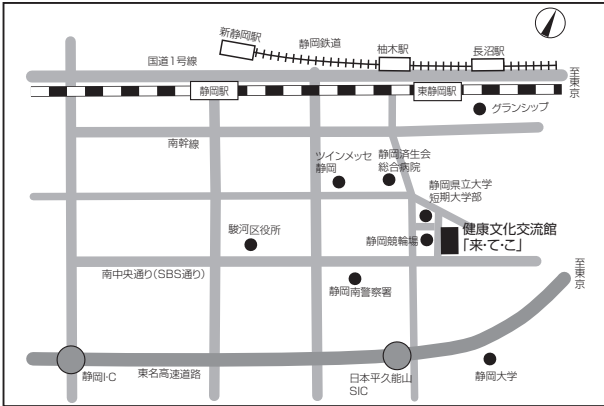 新静岡駅
静岡鉄道
柚木駅
長沼駅
国道1号線
至東京
静岡駅
東静岡駅
グランシップ
南幹線
ツインメッセ
静岡
静岡済生会
総合病院
静岡県立大学
短期大学部
駿河区役所
静岡競輪場
健康文化交流館
「来・て・こ」
南中央通り(SBS通り)
静岡南警察署
至東京
静岡I・C
東名高速道路
日本平久能山
SIC
静岡大学